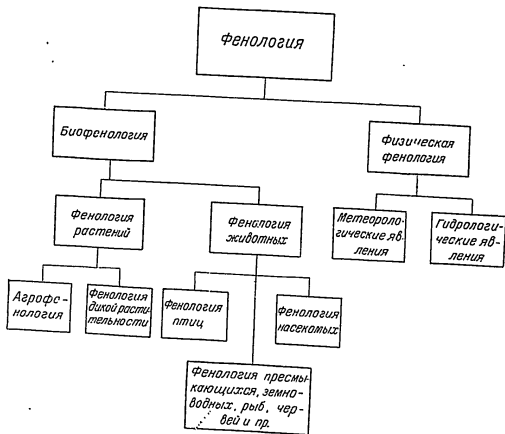 Фенология
Биофенология
Физическая
фенология
Фенология
растений
Фенология
животных
Метеороло-
гические яв-
ления
Гидрологи-
ческие яв-
ления
Агрофе-
нология
Фенология
дикой расти-
тельности
Фенология
птиц
Фенология
насекомых
Фенология пресмы-
кающихся, земно-
водных, рыб, чер-
вей и пр.